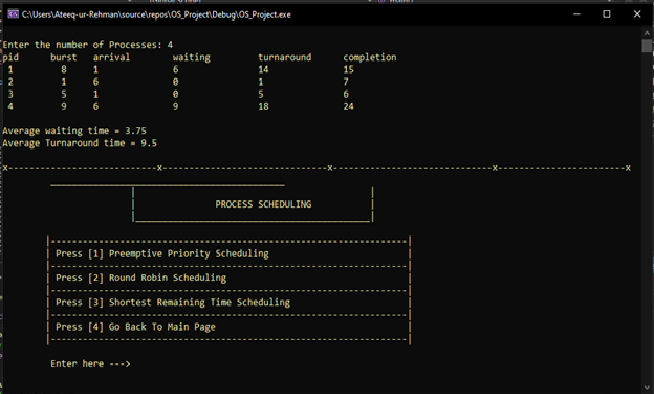 C:\Users\Ateeq-ur-Rehman\source\repos\OS_Project\Debug\OS_Project.exe
Enter the number of Processes: 4
pid burst arrival waiting turnaround completion
1 8 1 6 14 15
2 1 6 0 1 7
3 5 1 0 5 6
4 9 6 9 18 24
Average waiting time = 3.75
Average Turnaround time = 9.5
x---------------------------x-----------------------------x----------------------------x----------------------x
PROCESS SCHEDULING
Press [1] Preemptive Priority Scheduling
Press [2] Round Robin Scheduling
Press [3] Shortest Remaining Time Scheduling
Press [4] Go Back To Main Page
Enter here --->